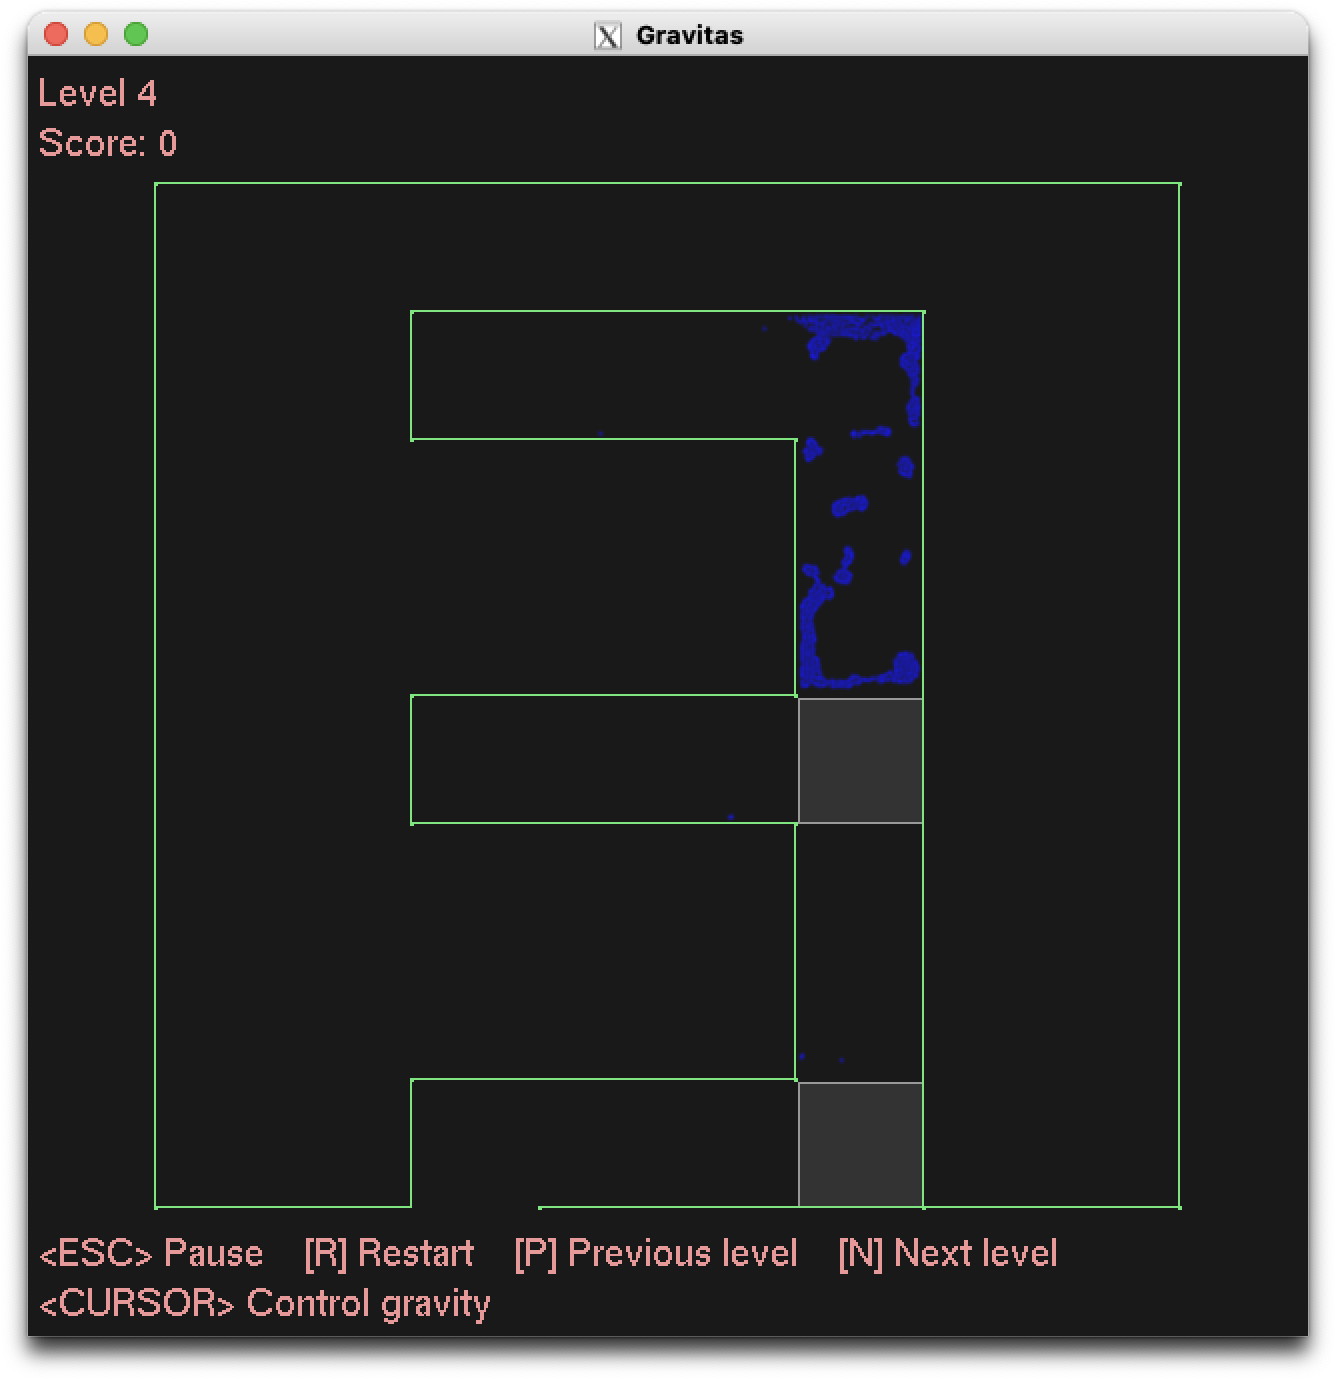 Gravitas
Level 4
Score: 0
<ESC> Pause [R] Restart [P] Previous level [N] Next level
<CURSOR> Control gravity